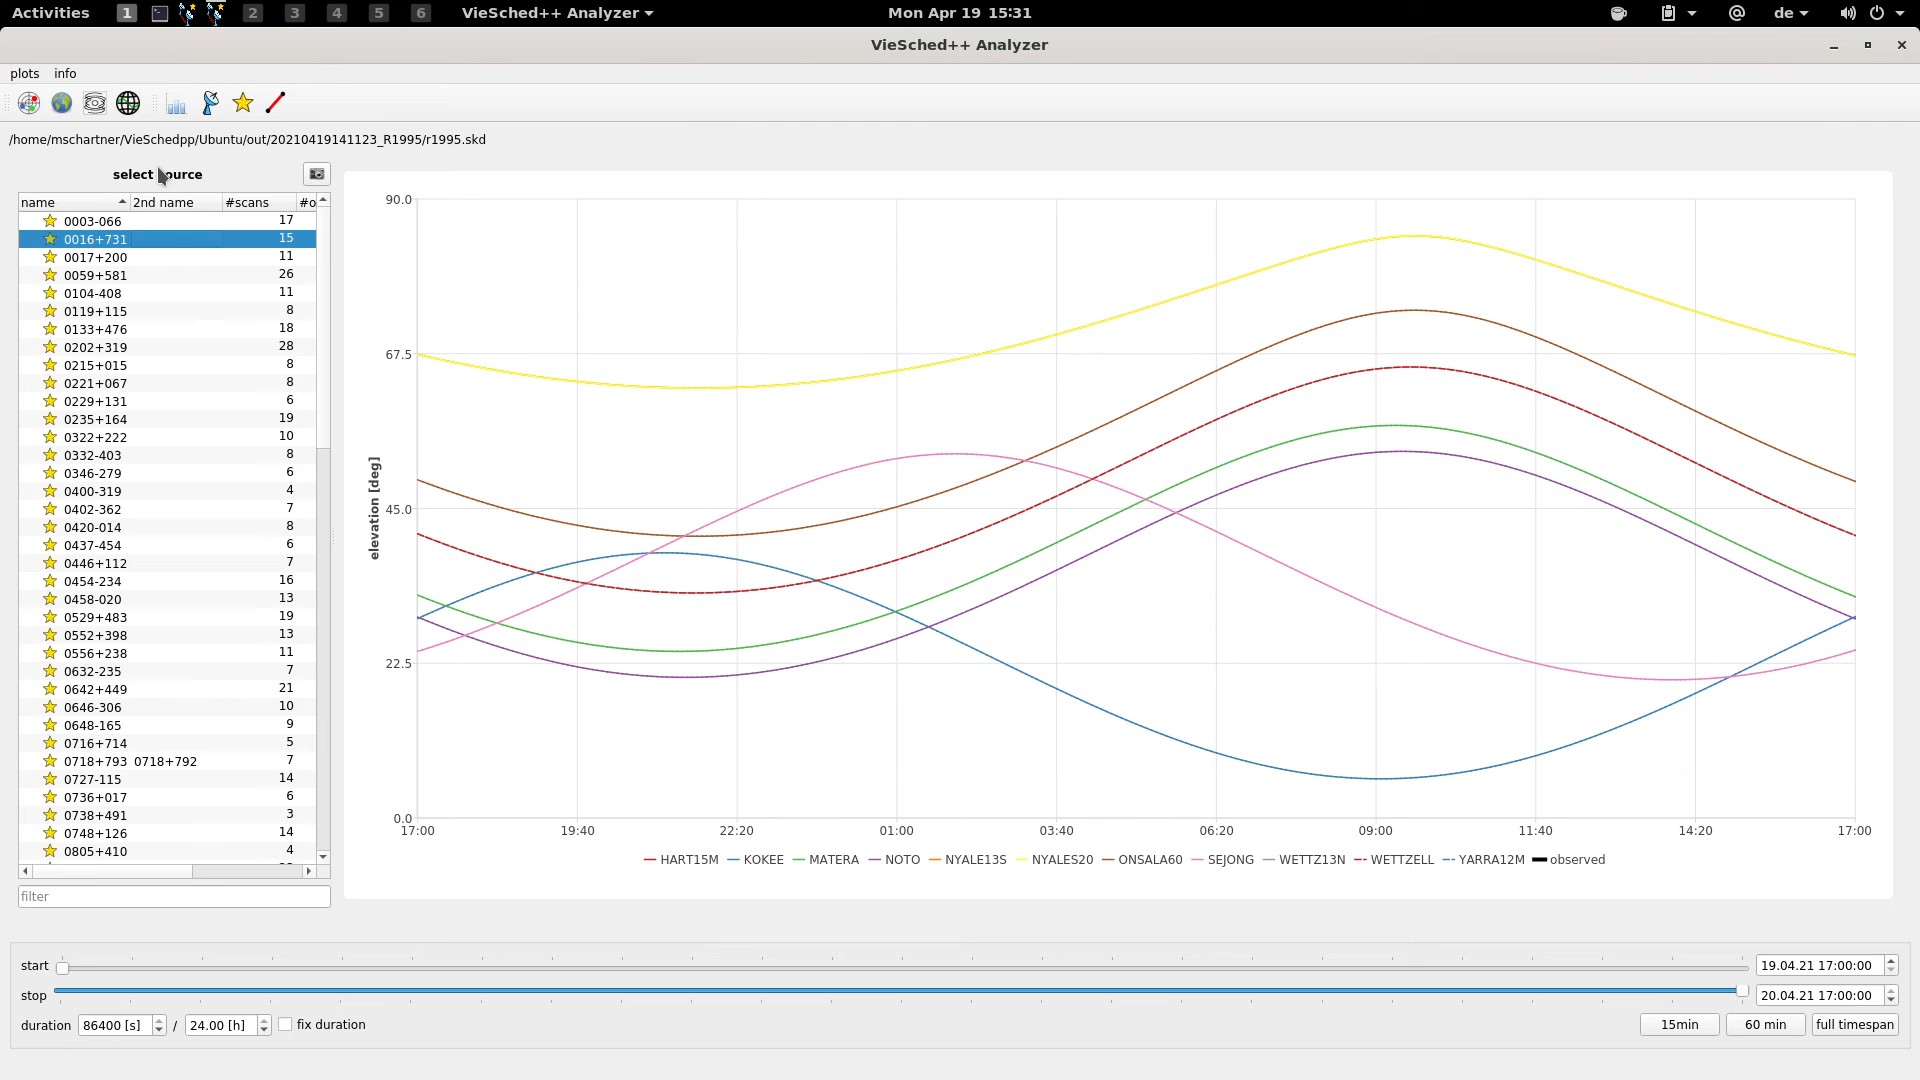 Activities 1 2 3 4 5 6 VieSched++ Analyzer Mon Apr 19 15:31 de
VieSched++ Analyzer
plots info
/home/mschartner/VieSchedpp/Ubuntu/out/20210419141123_R1995/r1995.skd
select source
name 2nd name #scans #o
0003-066 17
0016+731 15
0017+200 11
0059+581 26
0104-408 11
0119+115 8
0133+476 18
0202+319 28
0215+015 8
0221+067 8
0229+131 6
0235+164 19
0322+222 10
0332-403 8
0346-279 6
0400-319 4
0402-362 7
0420-014 8
0437-454 6
0446+112 7
0454-234 16
0458-020 13
0529+483 19
0552+398 13
0556+238 11
0632-235 7
0642+449 21
0646-306 10
0648-165 9
0716+714 5
0718+793 0718+792 7
0727-115 14
0736+017 6
0738+491 3
0748+126 14
0805+410 4
filter
elevation [deg]
90.0
67.5
45.0
22.5
0.0
17:00 19:40 22:20 01:00 03:40 06:20 09:00 11:40 14:20 17:00
HART15M KOKEE MATERA NOTO NYALE13S NYALES20 ONSALA60 SEJONG WETTZ13N WETTZELL YARRA12M observed
start 19.04.21 17:00:00
stop 20.04.21 17:00:00
duration 86400 [s] / 24.00 [h] fix duration 15min 60 min full timespan